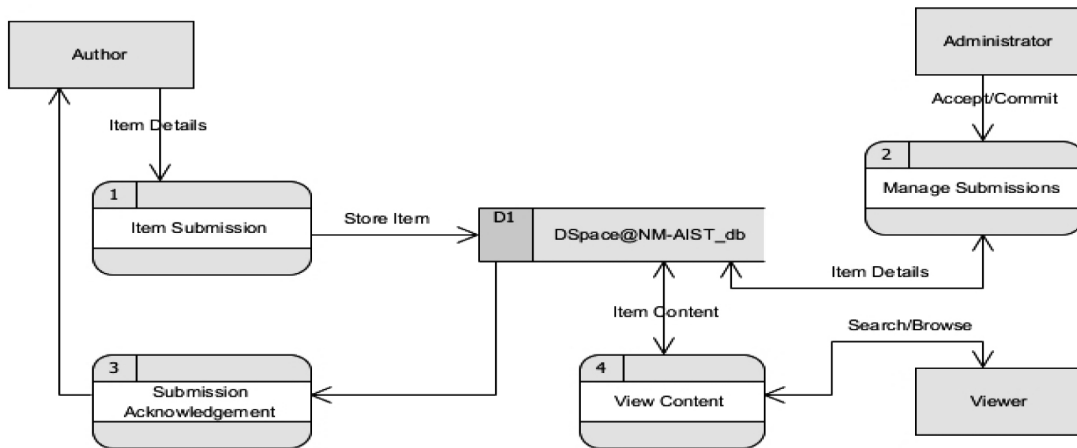 Author
Administrator
Item Details
Accept/Commit
1
Item Submission
2
Manage Submissions
Store Item
D1
DSpace@NM-AIST_db
Item Details
Item Content
Search/Browse
3
Submission
Acknowledgement
4
View Content
Viewer